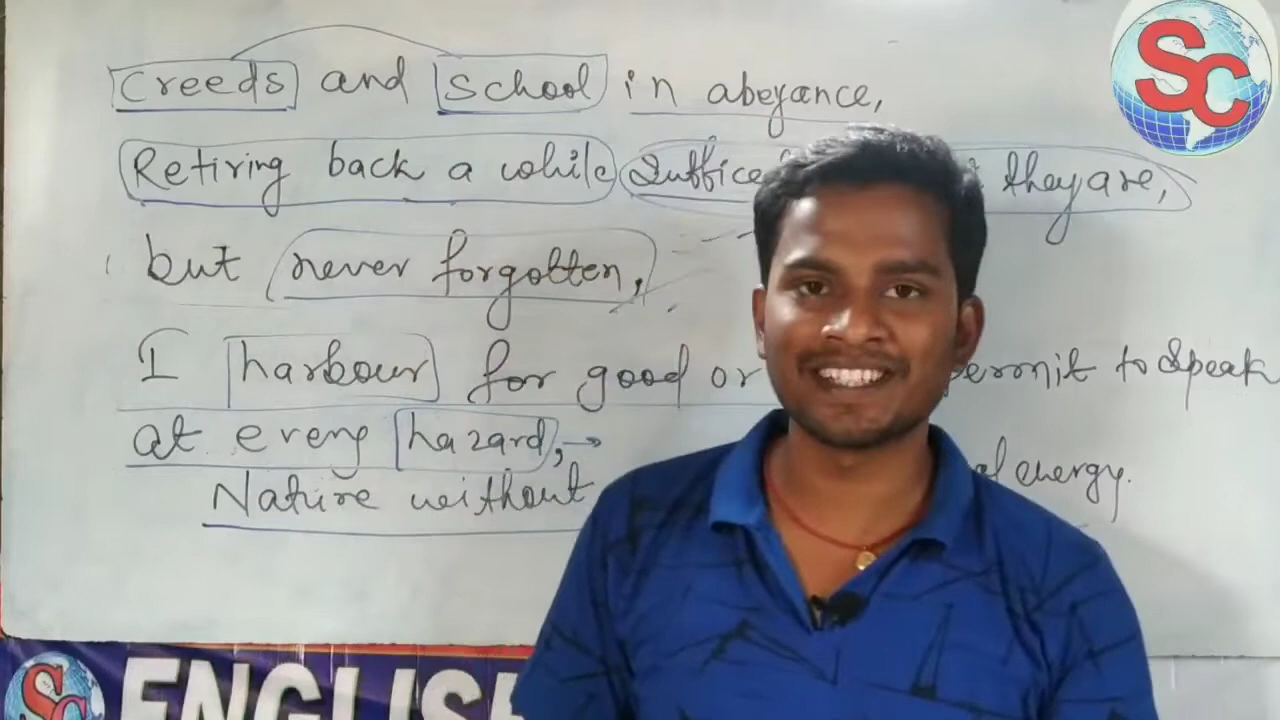 SC
Creeds and School in abeyance,
Retiring back a while they are,
but never forgotten,
I harbour for good or permit to Speak
at every hazard,
Nature without energy.
SC ENGLIS